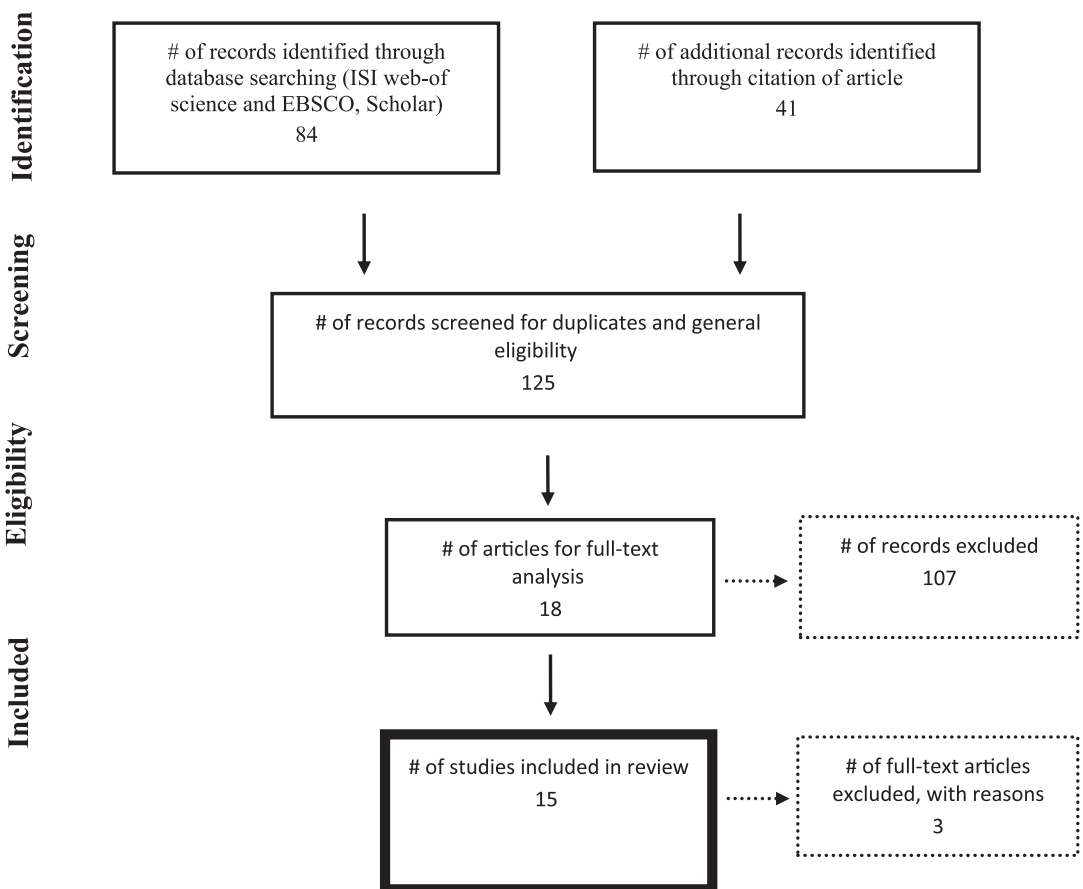 Identification
# of records identified through
database searching (ISI web-of
science and EBSCO, Scholar)
84
# of additional records identified
through citation of article
41
Screening
# of records screened for duplicates and general
eligibility
125
Eligibility
# of articles for full-text
analysis
18
# of records excluded
107
Included
# of studies included in review
15
# of full-text articles
excluded, with reasons
3